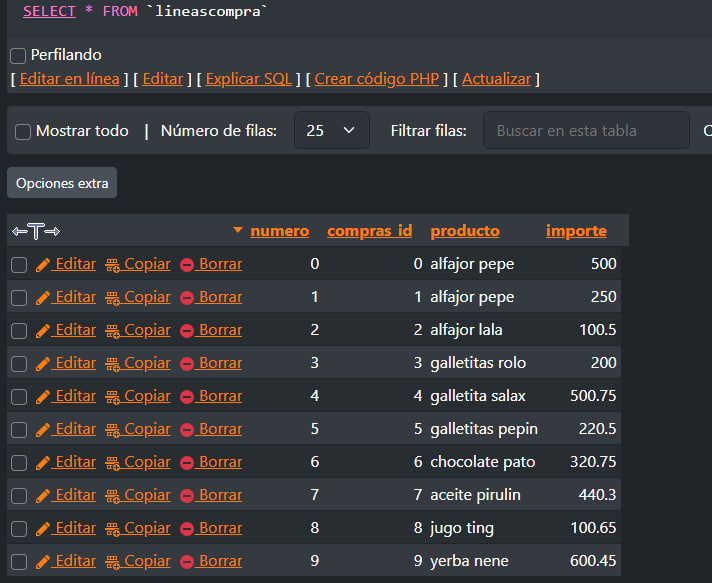 SELECT * FROM `lineascompra`
Perfilando
[ Editar en línea ] [ Editar ] [ Explicar SQL ] [ Crear código PHP ] [ Actualizar ]
Mostrar todo | Número de filas: 25 Filtrar filas: Buscar en esta tabla
Opciones extra
numero compras_id producto importe
Editar Copiar Borrar 0 0 alfajor pepe 500
Editar Copiar Borrar 1 1 alfajor pepe 250
Editar Copiar Borrar 2 2 alfajor lala 100.5
Editar Copiar Borrar 3 3 galletitas rolo 200
Editar Copiar Borrar 4 4 galletita salax 500.75
Editar Copiar Borrar 5 5 galletitas pepin 220.5
Editar Copiar Borrar 6 6 chocolate pato 320.75
Editar Copiar Borrar 7 7 aceite pirulin 440.3
Editar Copiar Borrar 8 8 jugo ting 100.65
Editar Copiar Borrar 9 9 yerba nene 600.45